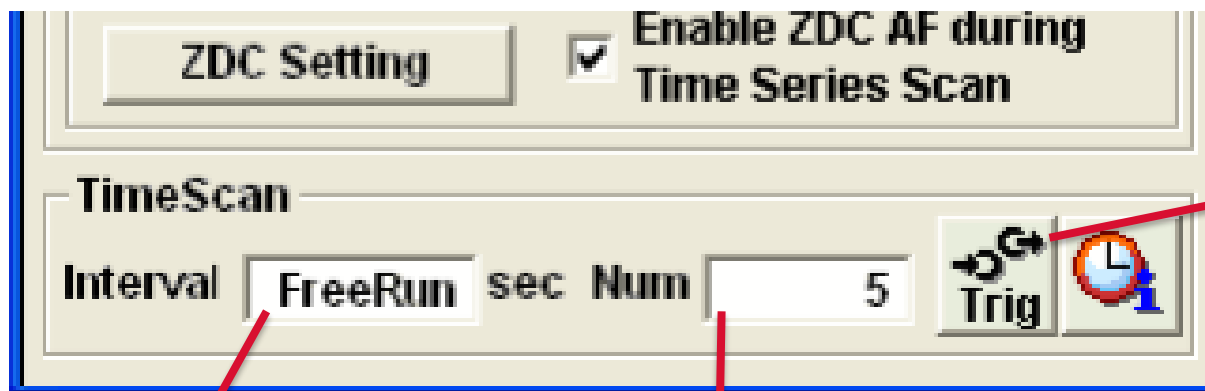 ZDC Setting
Enable ZDC AF during
Time Series Scan
TimeScan
Interval FreeRun sec Num 5
Trig